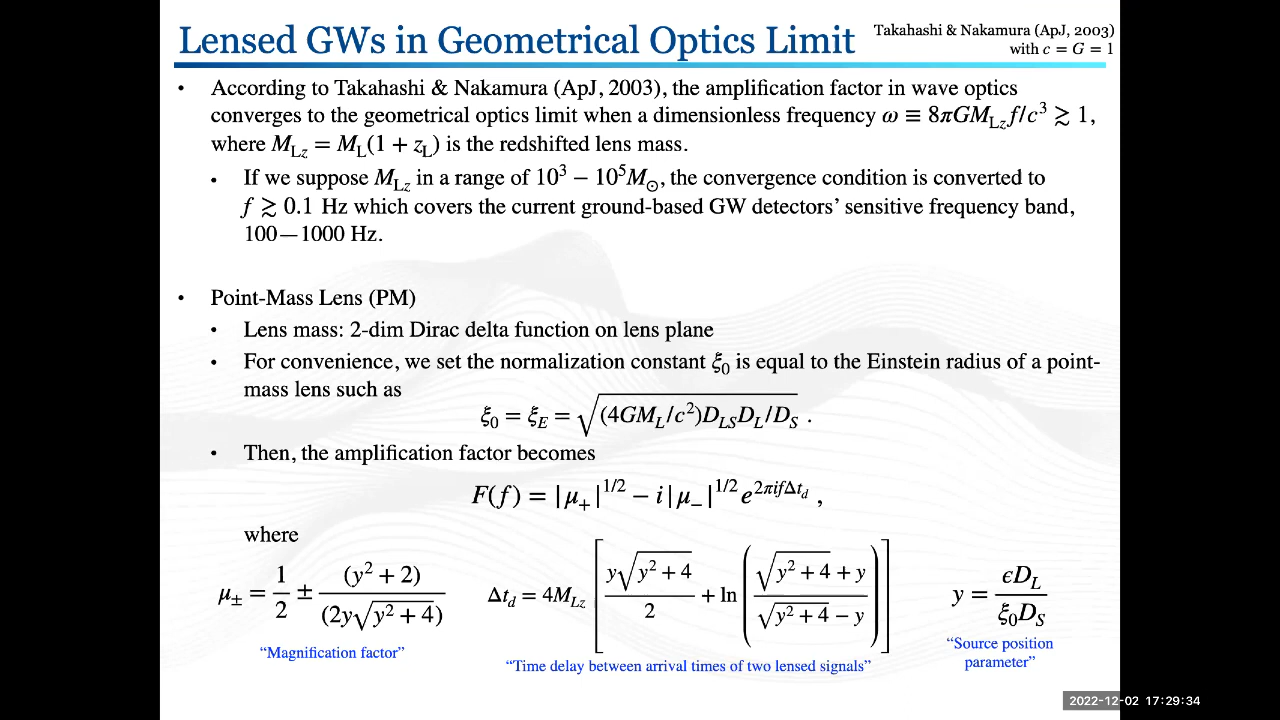 Lensed GWs in Geometrical Optics Limit
Takahashi & Nakamura (ApJ, 2003)
with c = G = 1
• According to Takahashi & Nakamura (ApJ, 2003), the amplification factor in wave optics
converges to the geometrical optics limit when a dimensionless frequency ω ≡ 8πGM_Lz f/c³ ≳ 1,
where M_Lz = M_L(1 + z_L) is the redshifted lens mass.
• If we suppose M_Lz in a range of 10³ − 10⁵M_⊙, the convergence condition is converted to
f ≳ 0.1 Hz which covers the current ground-based GW detectors’ sensitive frequency band,
100—1000 Hz.
• Point-Mass Lens (PM)
• Lens mass: 2-dim Dirac delta function on lens plane
• For convenience, we set the normalization constant ξ₀ is equal to the Einstein radius of a point-
mass lens such as
ξ₀ = ξ_E = √((4GM_L/c²)D_LS D_L/D_S) .
• Then, the amplification factor becomes
F(f) = |μ₊|^{1/2} − i|μ₋|^{1/2} e^{2πifΔt_d} ,
where
μ_± = 1/2 ± (y² + 2)/(2y√(y² + 4))
Δt_d = 4M_Lz [ y√(y² + 4)/2 + ln( (√(y² + 4) + y)/(√(y² + 4) − y) ) ]
y = ϵD_L/(ξ₀D_S)
“Magnification factor”
“Time delay between arrival times of two lensed signals”
“Source position
parameter”
2022-12-02 17:29:34